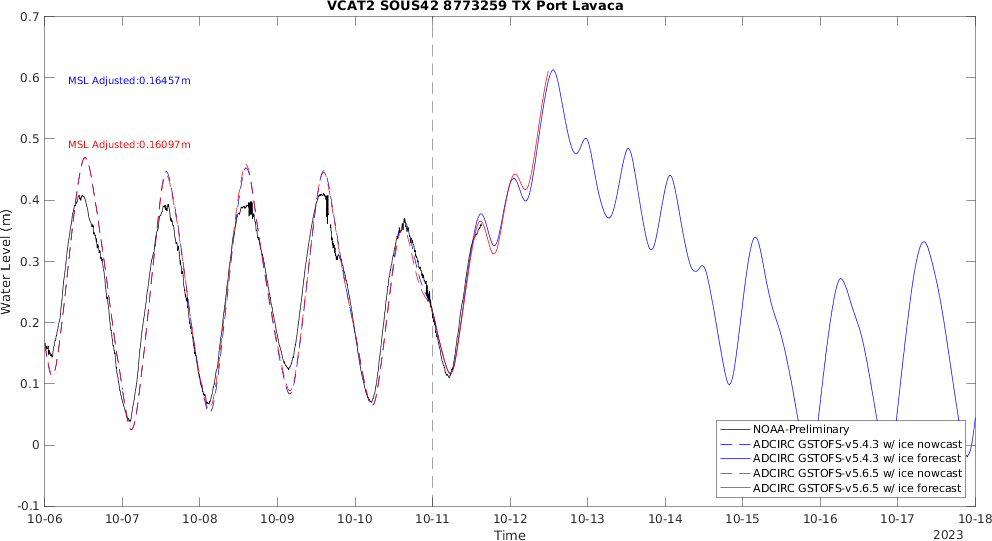 VCAT2 SOUS42 8773259 TX Port Lavaca
0.7
0.6
0.5
0.4
0.3
0.2
0.1
0
-0.1
Water Level (m)
MSL Adjusted:0.16457m
MSL Adjusted:0.16097m
NOAA-Preliminary
ADCIRC GSTOFS-v5.4.3 w/ ice nowcast
ADCIRC GSTOFS-v5.4.3 w/ ice forecast
ADCIRC GSTOFS-v5.6.5 w/ ice nowcast
ADCIRC GSTOFS-v5.6.5 w/ ice forecast
10-06 10-07 10-08 10-09 10-10 10-11 10-12 10-13 10-14 10-15 10-16 10-17 10-18
Time
2023